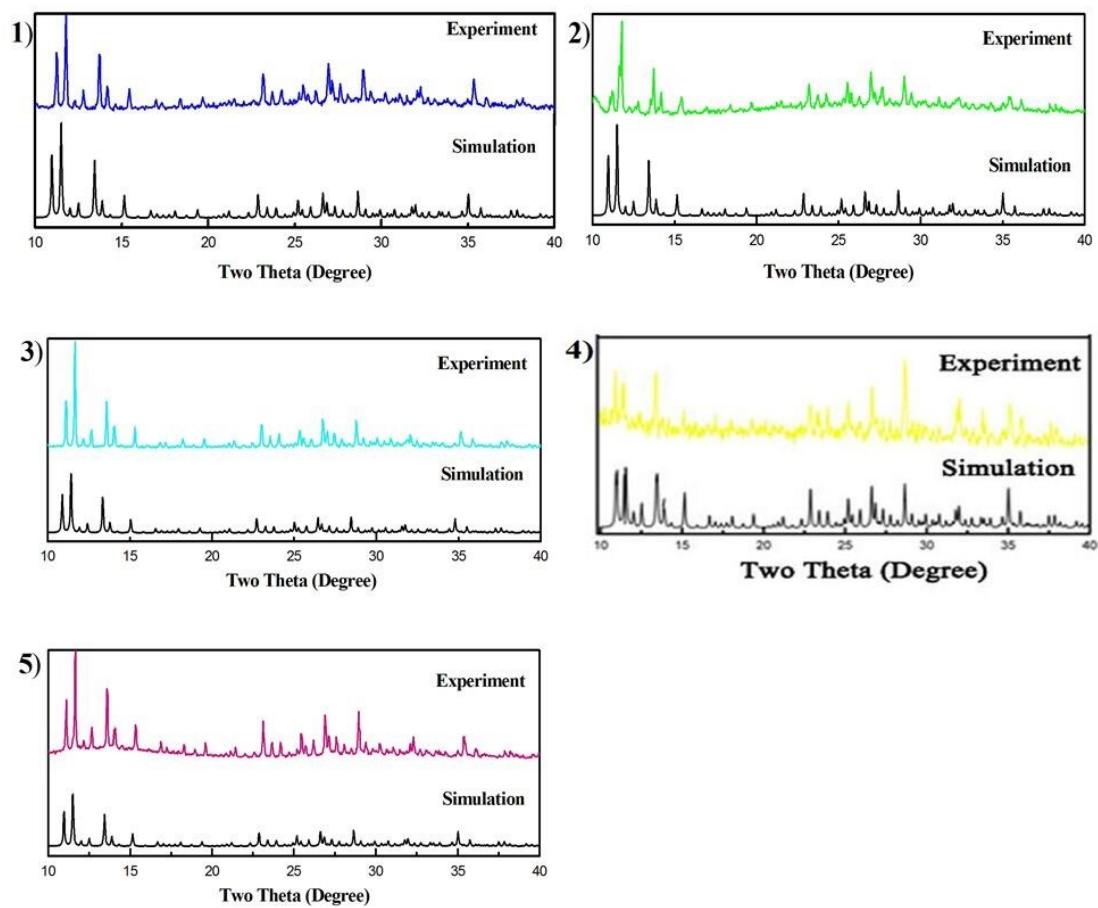 1)
Experiment
Simulation
10 15 20 25 30 35 40
Two Theta (Degree)
2)
Experiment
Simulation
10 15 20 25 30 35 40
Two Theta (Degree)
3)
Experiment
Simulation
10 15 20 25 30 35 40
Two Theta (Degree)
4)
Experiment
Simulation
10 15 20 25 30 35 40
Two Theta (Degree)
5)
Experiment
Simulation
10 15 20 25 30 35 40
Two Theta (Degree)